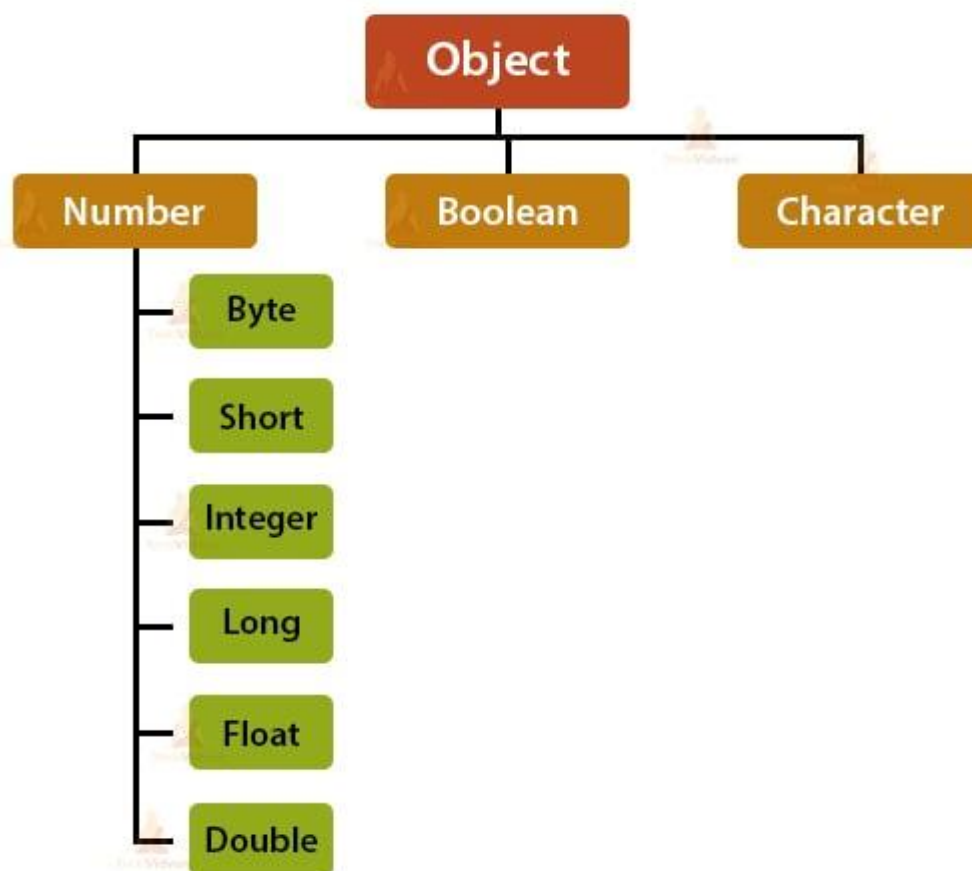 Object
Number
Boolean
Character
Byte
Short
Integer
Long
Float
Double